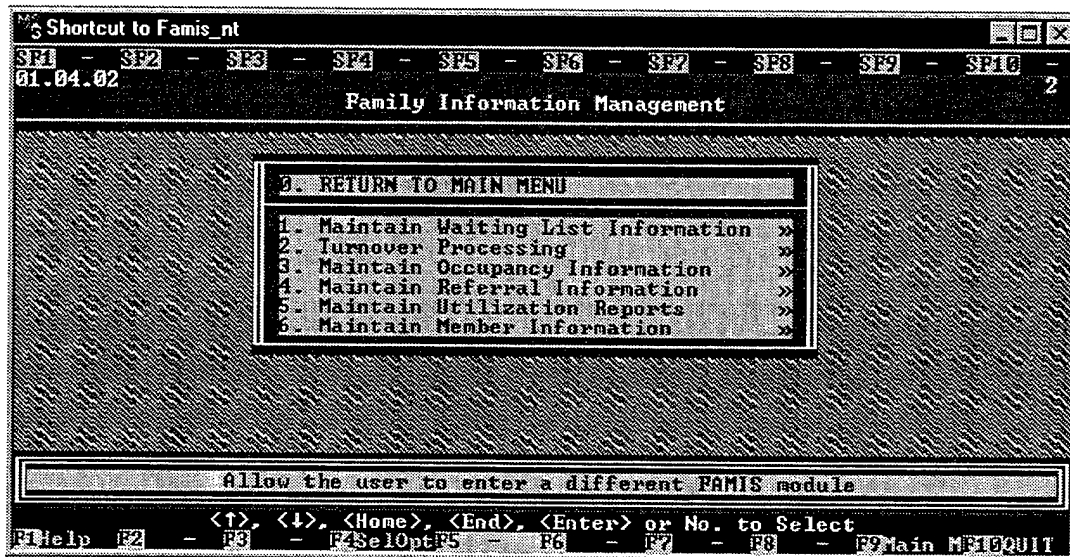 Shortcut to Famis_nt
SF1 - SF2 - SF3 - SF4 - SF5 - SF6 - SF7 - SF8 - SF9 - SF10 -
01.04.02 2
Family Information Management
0. RETURN TO MAIN MENU
1. Maintain Waiting List Information »
2. Turnover Processing »
3. Maintain Occupancy Information »
4. Maintain Referral Information »
5. Maintain Utilization Reports »
6. Maintain Member Information »
Allow the user to enter a different FAMIS module
<↑>, <↓>, <Home>, <End>, <Enter> or No. to Select
F1Help F2 - F3 - F4SelOptF5 - F6 - F7 - F8 - F9Main MF10QUIT